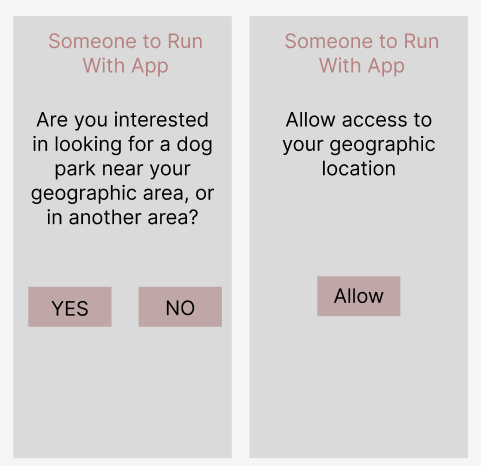 Someone to Run
With App
Are you interested
in looking for a dog
park near your
geographic area, or
in another area?
YES
NO
Someone to Run
With App
Allow access to
your geographic
location
Allow